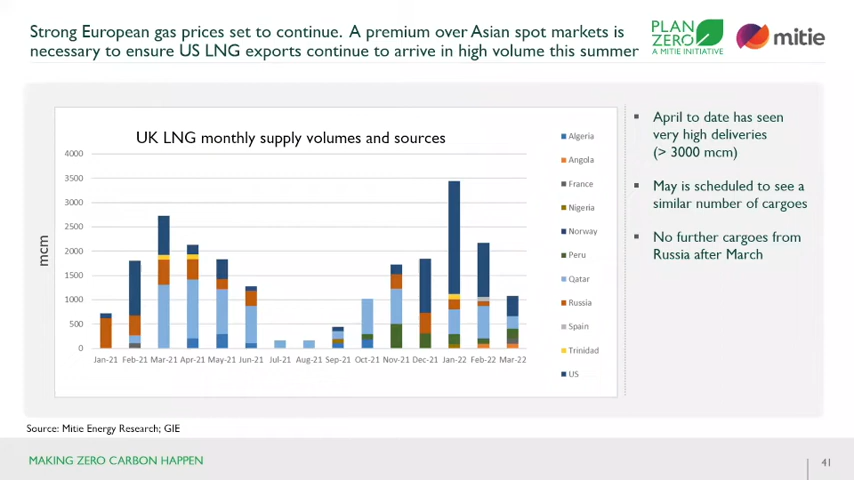 Strong European gas prices set to continue. A premium over Asian spot markets is
necessary to ensure US LNG exports continue to arrive in high volume this summer
PLAN
ZERO
A MITIE INITIATIVE
mitie
UK LNG monthly supply volumes and sources
4000
3500
3000
2500
2000
1500
1000
500
0
mcm
Jan-21 Feb-21 Mar-21 Apr-21 May-21 Jun-21 Jul-21 Aug-21 Sep-21 Oct-21 Nov-21 Dec-21 Jan-22 Feb-22 Mar-22
Algeria
Angola
France
Nigeria
Norway
Peru
Qatar
Russia
Spain
Trinidad
US
▪ April to date has seen
very high deliveries
(> 3000 mcm)
▪ May is scheduled to see a
similar number of cargoes
▪ No further cargoes from
Russia after March
Source: Mitie Energy Research; GIE
MAKING ZERO CARBON HAPPEN
41